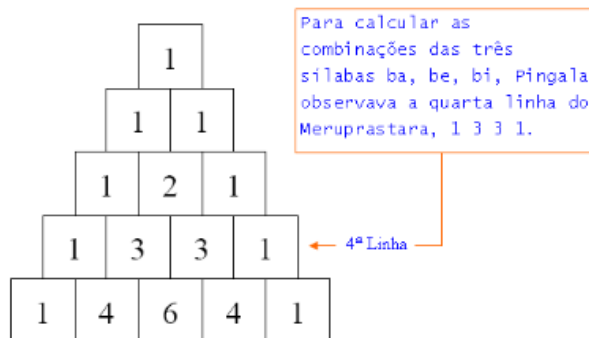 Para calcular as
combinações das três
sílabas ba, be, bi, Pingala
observava a quarta linha do
Meruprastara, 1 3 3 1.
1
1 1
1 2 1
1 3 3 1
4ª Linha
1 4 6 4 1